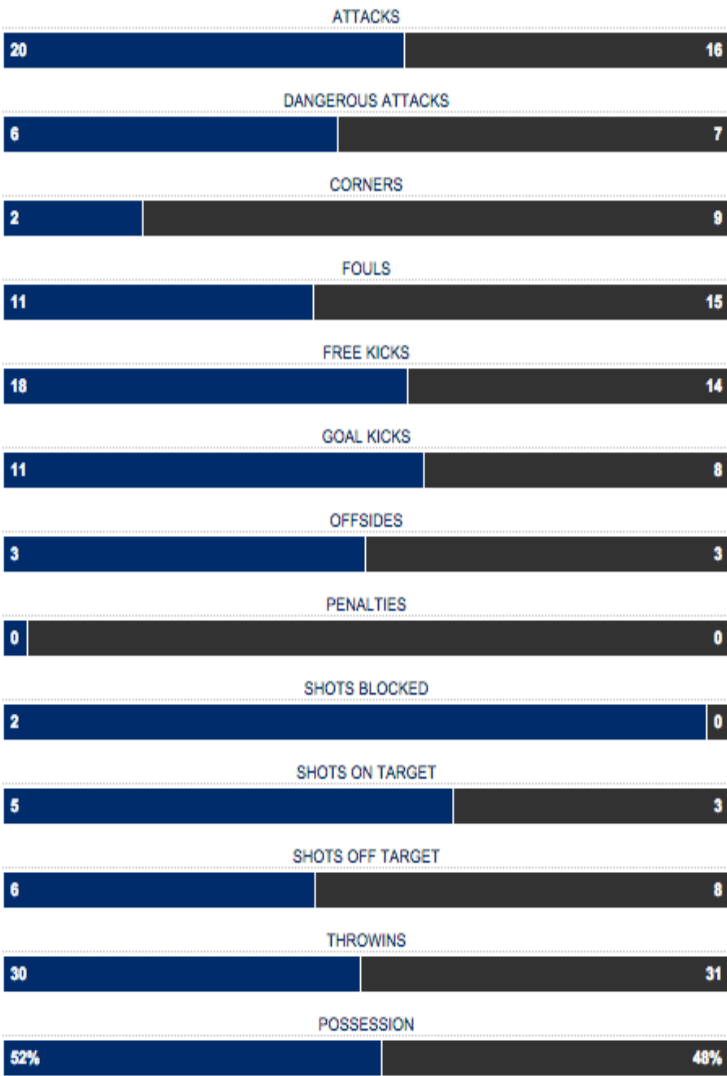 ATTACKS
20 16
DANGEROUS ATTACKS
6 7
CORNERS
2 9
FOULS
11 15
FREE KICKS
18 14
GOAL KICKS
11 8
OFFSIDES
3 3
PENALTIES
0 0
SHOTS BLOCKED
2 0
SHOTS ON TARGET
5 3
SHOTS OFF TARGET
6 8
THROWINS
30 31
POSSESSION
52% 48%